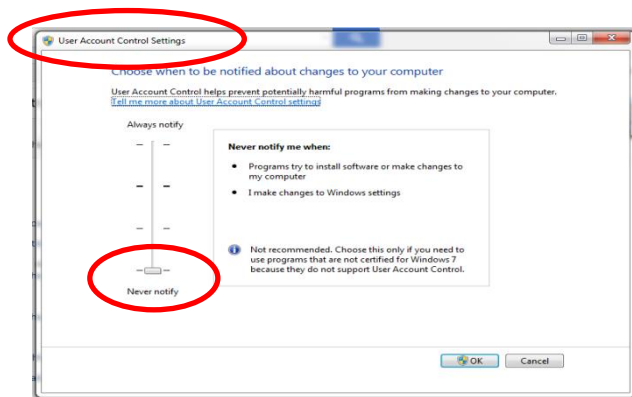 User Account Control Settings
Choose when to be notified about changes to your computer
User Account Control helps prevent potentially harmful programs from making changes to your computer.
Tell me more about User Account Control settings
Always notify
Never notify me when:
• Programs try to install software or make changes to
my computer
• I make changes to Windows settings
Not recommended. Choose this only if you need to
use programs that are not certified for Windows 7
because they do not support User Account Control.
Never notify
OK
Cancel